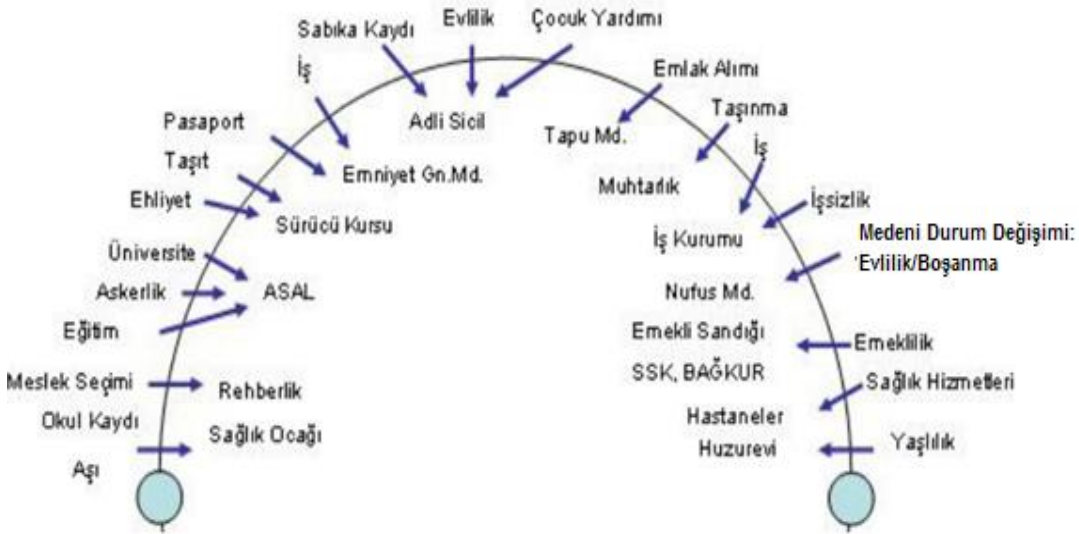 Evlilik
Çocuk Yardımı
Sabıka Kaydı
İş
Emlak Alımı
Adli Sicil
Tapu Md.
Taşınma
Pasaport
İş
Taşıt
Emniyet Gn.Md.
Muhtarlık
Ehliyet
İşsizlik
Sürücü Kursu
İş Kurumu
Medeni Durum Değişimi:
'Evlilik/Boşanma
Üniversite
Askerlik
ASAL
Nufus Md.
Eğitim
Emekli Sandığı
Emeklilik
SSK, BAĞKUR
Meslek Seçimi
Rehberlik
Sağlık Hizmetleri
Okul Kaydı
Sağlık Ocağı
Hastaneler
Huzurevi
Yaşlılık
Aşı